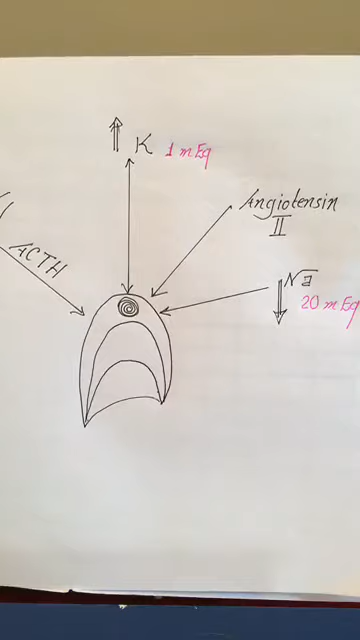 K 1 mEq
Angiotensin
II
ACTH
Na
20 mEq